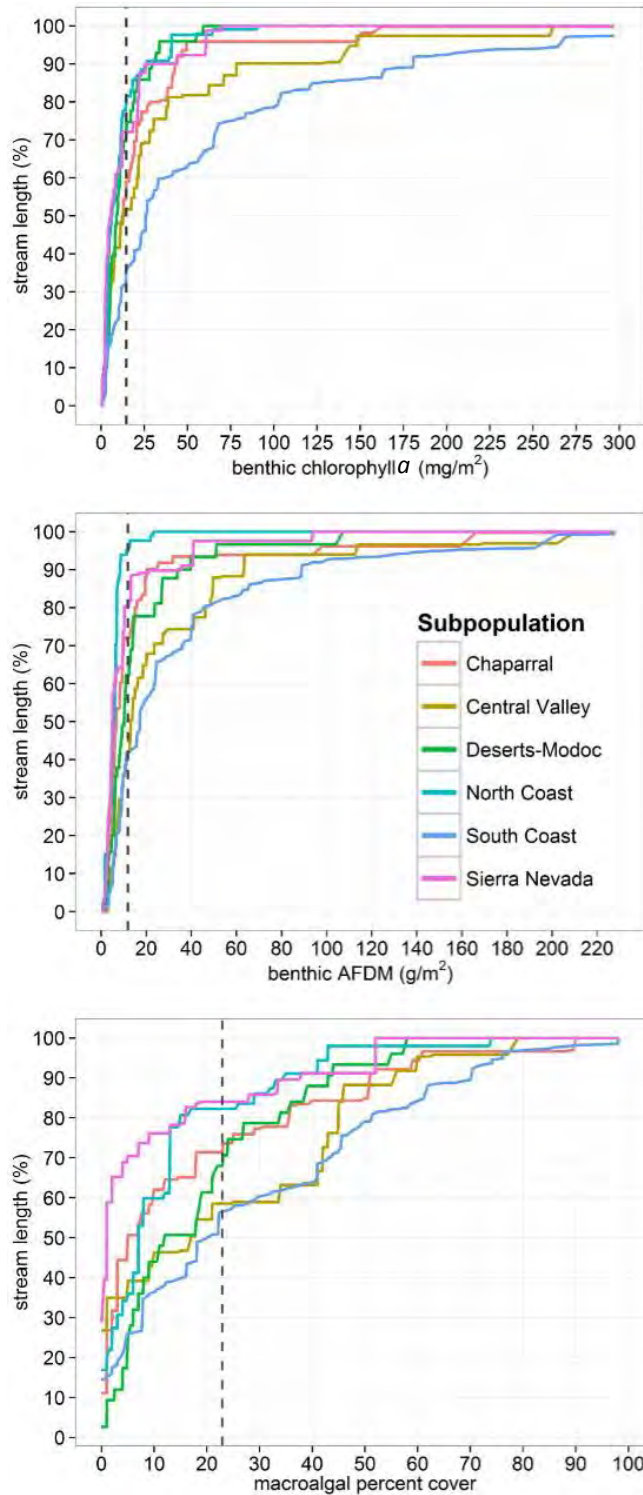 100
90
80
70
60
50
40
30
20
10
0
stream length (%)
0 25 50 75 100 125 150 175 200 225 250 275 300
benthic chlorophyll a (mg/m²)
100
90
80
70
60
50
40
30
20
10
0
stream length (%)
Subpopulation
Chaparral
Central Valley
Deserts-Modoc
North Coast
South Coast
Sierra Nevada
0 20 40 60 80 100 120 140 160 180 200 220
benthic AFDM (g/m²)
100
90
80
70
60
50
40
30
20
10
0
stream length (%)
0 10 20 30 40 50 60 70 80 90 100
macroalgal percent cover